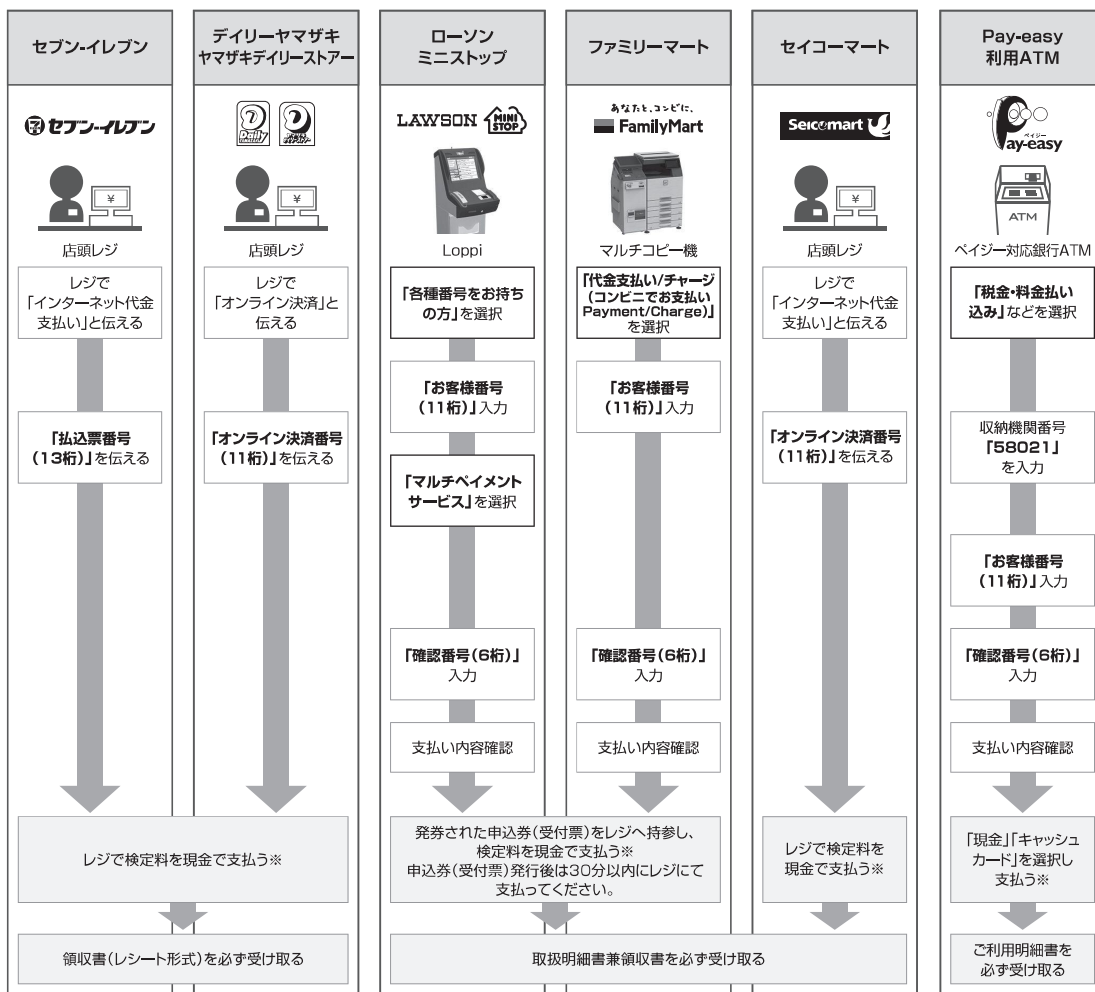 セブン-イレブン
セブン-イレブン
¥
店頭レジ
レジで
「インターネット代金
支払い」と伝える
「払込票番号
(13桁)」を伝える
デイリーヤマザキ
ヤマザキデイリーストアー
Daily
¥
店頭レジ
レジで
「オンライン決済」と
伝える
「オンライン決済番号
(11桁)」を伝える
レジで検定料を現金で支払う※
領収書(レシート形式)を必ず受け取る
ローソン
ミニストップ
LAWSON
MINI
STOP
Loppi
「各種番号をお持ち
の方」を選択
「お客様番号
(11桁)」入力
「マルチペイメント
サービス」を選択
「確認番号(6桁)」
入力
支払い内容確認
ファミリーマート
あなたと、コンビに、
FamilyMart
マルチコピー機
「代金支払い/チャージ
(コンビニでお支払い
Payment/Charge)」
を選択
「お客様番号
(11桁)」入力
「確認番号(6桁)」
入力
支払い内容確認
発券された申込券(受付票)をレジへ持参し、
検定料を現金で支払う※
申込券(受付票)発行後は30分以内にレジにて
支払ってください。
セイコーマート
Seicomart
¥
店頭レジ
レジで
「インターネット代金
支払い」と伝える
「オンライン決済番号
(11桁)」を伝える
レジで検定料を
現金で支払う※
取扱明細書兼領収書を必ず受け取る
Pay-easy
利用ATM
ペイジー
Pay-easy
ATM
ペイジー対応銀行ATM
「税金・料金払い
込み」などを選択
収納機関番号
「58021」
を入力
「お客様番号
(11桁)」入力
「確認番号(6桁)」
入力
支払い内容確認
「現金」「キャッシュ
カード」を選択し
支払う※
ご利用明細書を
必ず受け取る